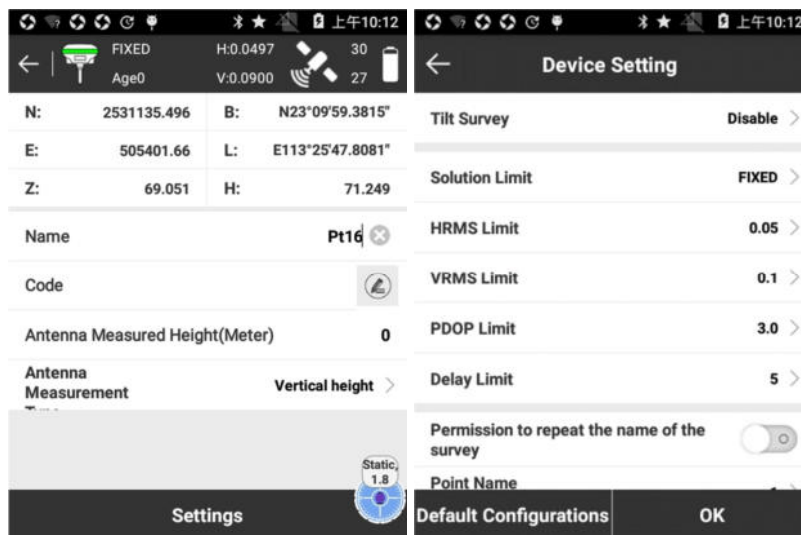 上午10:12
FIXED
H:0.0497
30
Age0
V:0.0900
27
N:
2531135.496
B:
N23°09'59.3815"
E:
505401.66
L:
E113°25'47.8081"
Z:
69.051
H:
71.249
Name
Pt16
Code
Antenna Measured Height(Meter)
0
Antenna
Measurement
Vertical height
Static,
1.8
Settings
上午10:12
Device Setting
Tilt Survey
Disable
Solution Limit
FIXED
HRMS Limit
0.05
VRMS Limit
0.1
PDOP Limit
3.0
Delay Limit
5
Permission to repeat the name of the
survey
Point Name
Default Configurations
OK